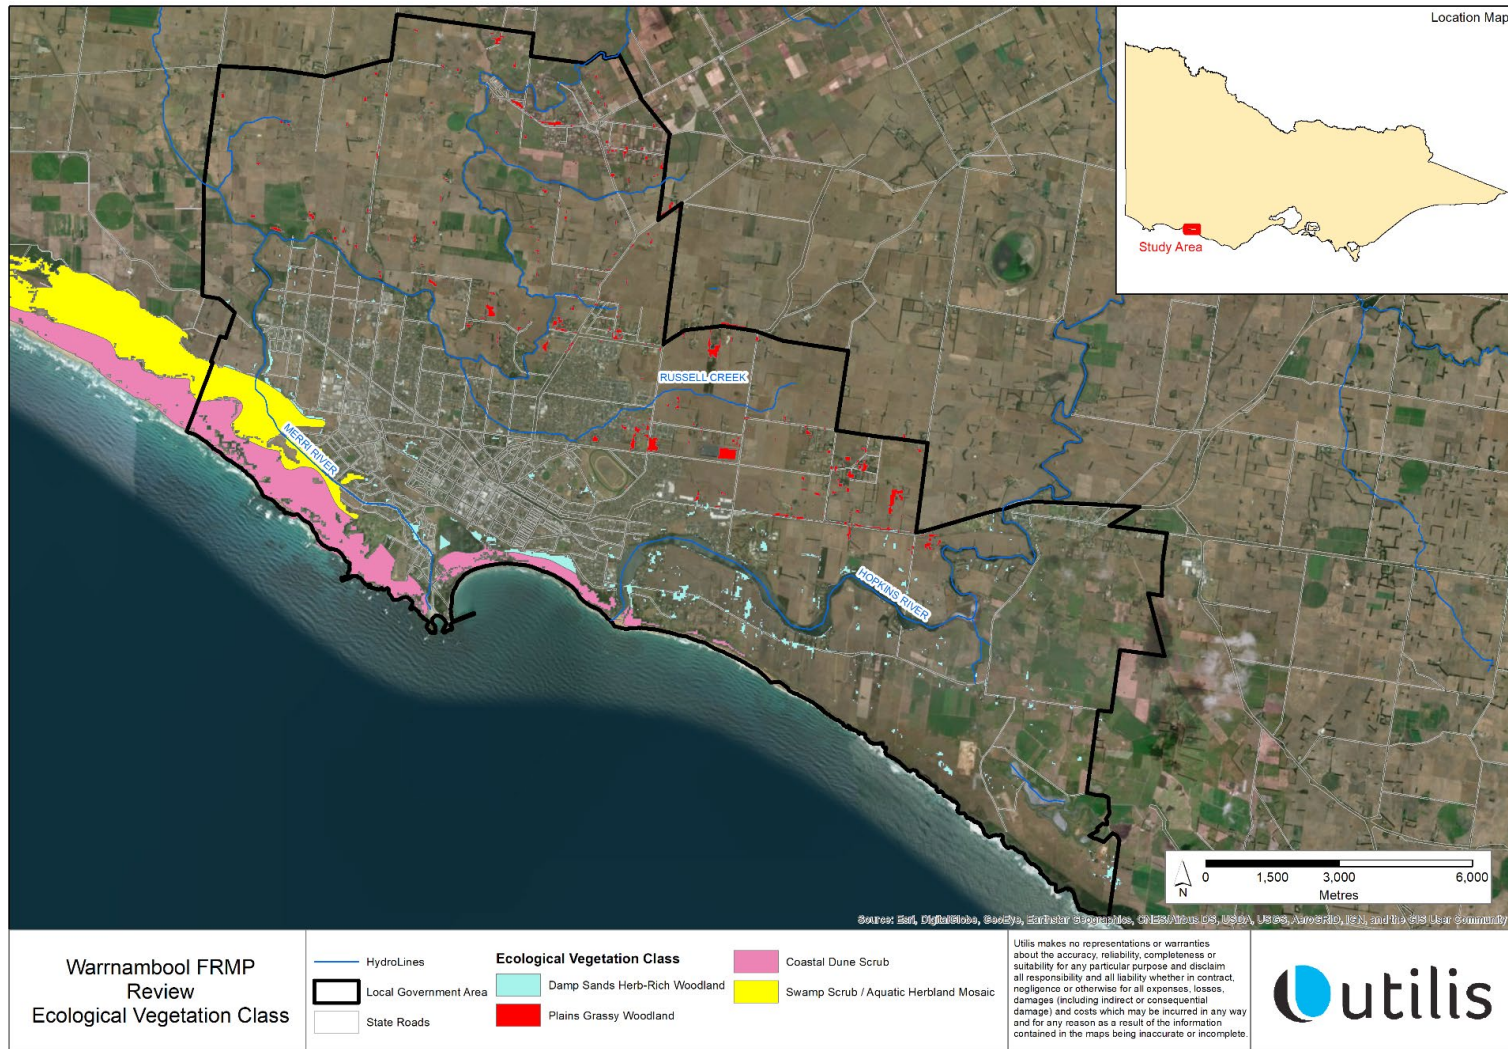 Location Map
Study Area
RUSSELL CREEK
MERRI RIVER
HOPKINS RIVER
N
0 1,500 3,000 6,000
Metres
Source: Esri, DigitalGlobe, GeoEye, Earthstar Geographics, CNES/Airbus DS, USDA, USGS, AeroGRID, IGN, and the GIS User Community
Warrnambool FRMP
Review
Ecological Vegetation Class
HydroLines
Local Government Area
State Roads
Ecological Vegetation Class
Damp Sands Herb-Rich Woodland
Plains Grassy Woodland
Coastal Dune Scrub
Swamp Scrub / Aquatic Herbland Mosaic
Utilis makes no representations or warranties
about the accuracy, reliability, completeness or
suitability for any particular purpose and disclaim
all responsibility and all liability whether in contract,
negligence or otherwise for all expenses, losses,
damages (including indirect or consequential
damage) and costs which may be incurred in any way
and for any reason as a result of the information
contained in the maps being inaccurate or incomplete.
utilis